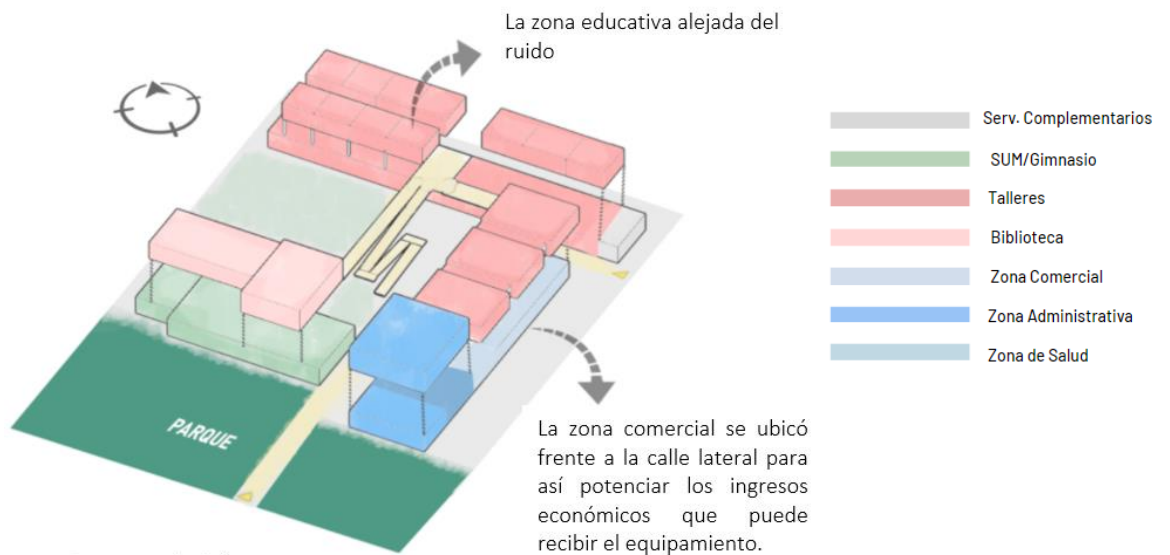 La zona educativa alejada del
ruido
Serv. Complementarios
SUM/Gimnasio
Talleres
Biblioteca
Zona Comercial
Zona Administrativa
Zona de Salud
PARQUE
La zona comercial se ubicó
frente a la calle lateral para
así potenciar los ingresos
económicos que puede
recibir el equipamiento.